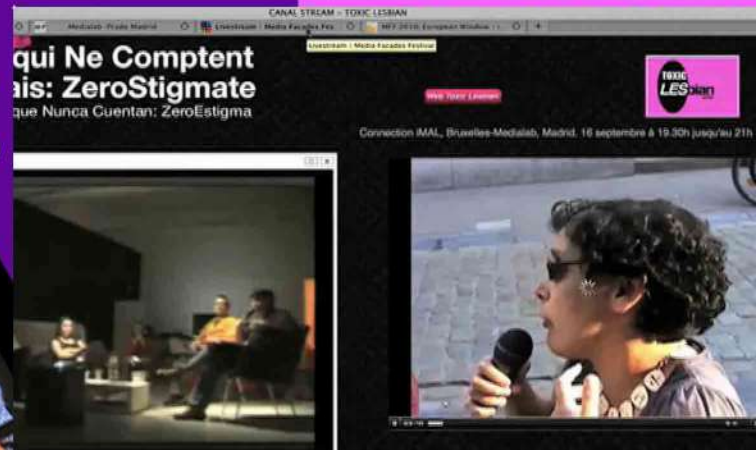 CANAL STREAM – TOXIC LESBIAN
Medialab-Prado Madrid
Livestream | Media Facades Fes
MFF 2010: European Window
Livestream | Media Facades Festival
qui Ne Comptent
ais: ZeroStigmate
que Nunca Cuentan: ZeroEstigma
Web Toxic Lesbian
TOXIC
LESbian
Connection iMAL, Bruxelles-Medialab, Madrid. 16 septembre à 19.30h jusqu'au 21h